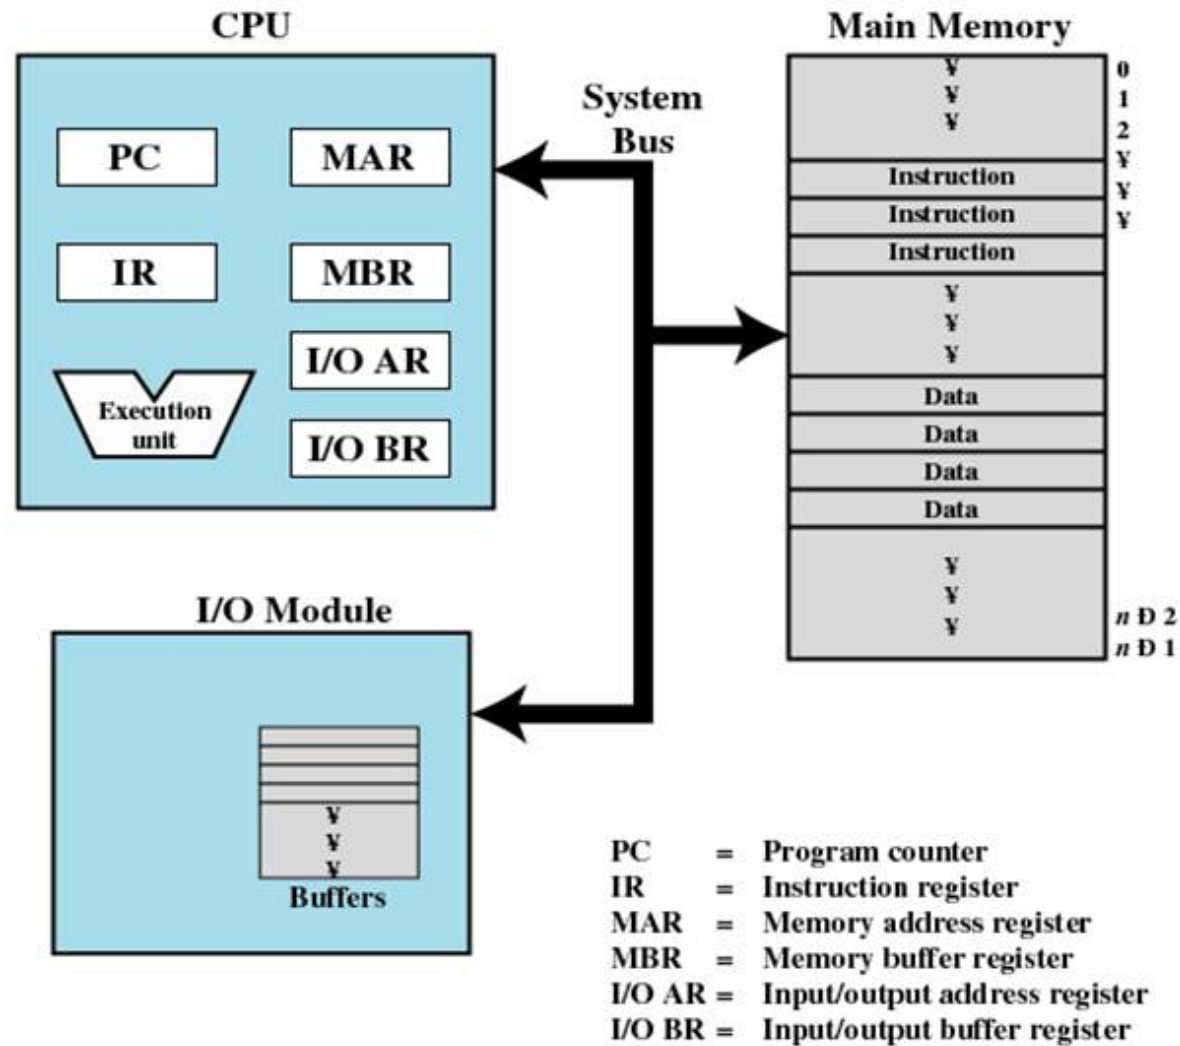 CPU
PC
MAR
IR
MBR
I/O AR
Execution
unit
I/O BR
System
Bus
Main Memory
¥
¥
¥
Instruction
Instruction
Instruction
¥
¥
¥
Data
Data
Data
Data
¥
¥
¥
0
1
2
¥
¥
¥
n Đ 2
n Đ 1
I/O Module
¥
¥
¥
Buffers
PC = Program counter
IR = Instruction register
MAR = Memory address register
MBR = Memory buffer register
I/O AR = Input/output address register
I/O BR = Input/output buffer register